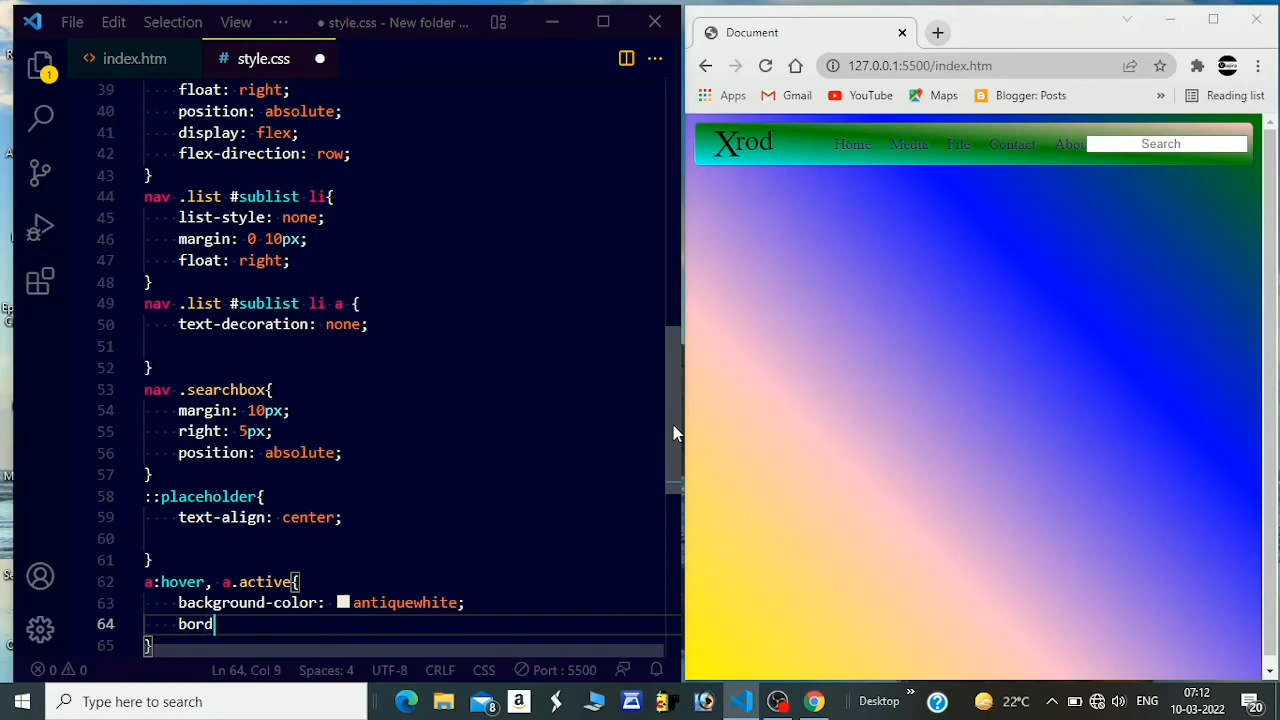 File Edit Selection View ··· ● style.css - New folder ...
index.htm # style.css ●
39 float: right;
40 position: absolute;
41 display: flex;
42 flex-direction: row;
43 }
44 nav .list #sublist li{
45 list-style: none;
46 margin: 0 10px;
47 float: right;
48 }
49 nav .list #sublist li a {
50 text-decoration: none;
51
52 }
53 nav .searchbox{
54 margin: 10px;
55 right: 5px;
56 position: absolute;
57 }
58 ::placeholder{
59 text-align: center;
60
61 }
62 a:hover, a.active{
63 background-color: antiquewhite;
64 bord
65 }
1
0 0 Ln 64, Col 9 Spaces: 4 UTF-8 CRLF CSS Port : 5500
Document
127.0.0.1:5500/index.htm
Apps Gmail YouTube Maps Blogger: Posts » Reading list
Xrod Home Media File Contact Abou Search
Type here to search 8 a Desktop » 22°C ENG 07:12
10-03-2022 20